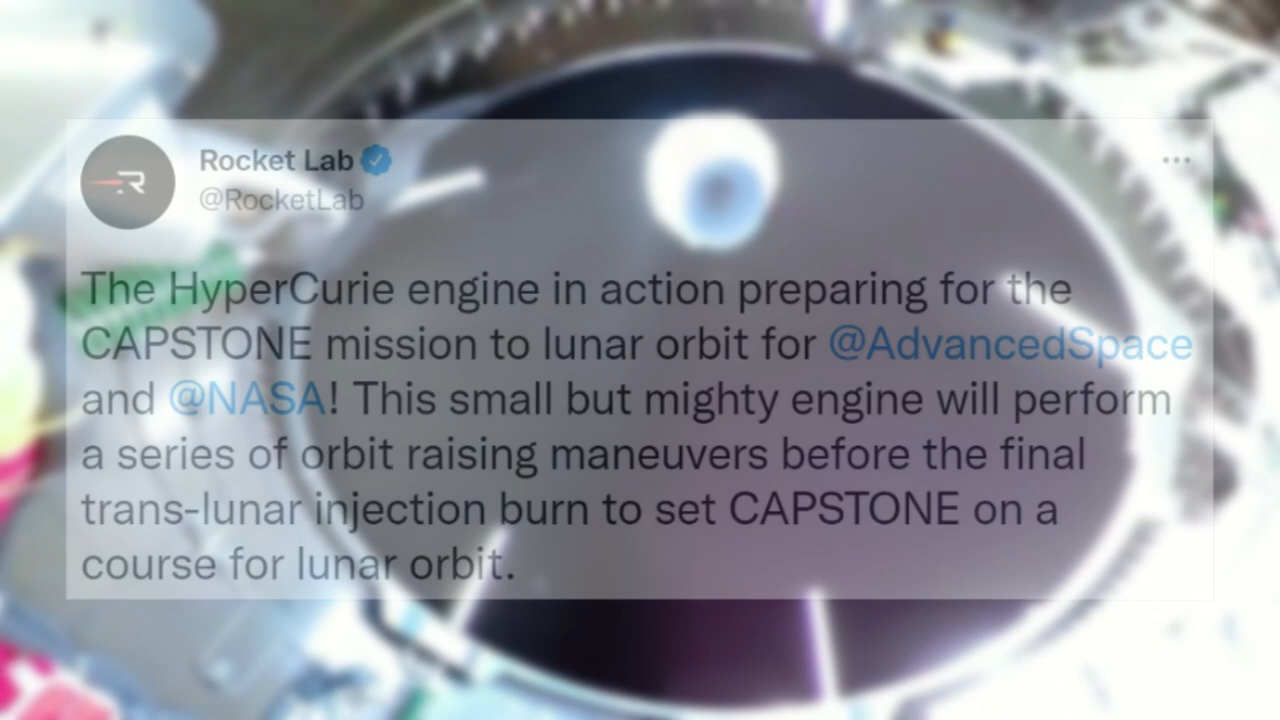 Rocket Lab
@RocketLab
The HyperCurie engine in action preparing for the
CAPSTONE mission to lunar orbit for @AdvancedSpace
and @NASA! This small but mighty engine will perform
a series of orbit raising maneuvers before the final
trans-lunar injection burn to set CAPSTONE on a
course for lunar orbit.